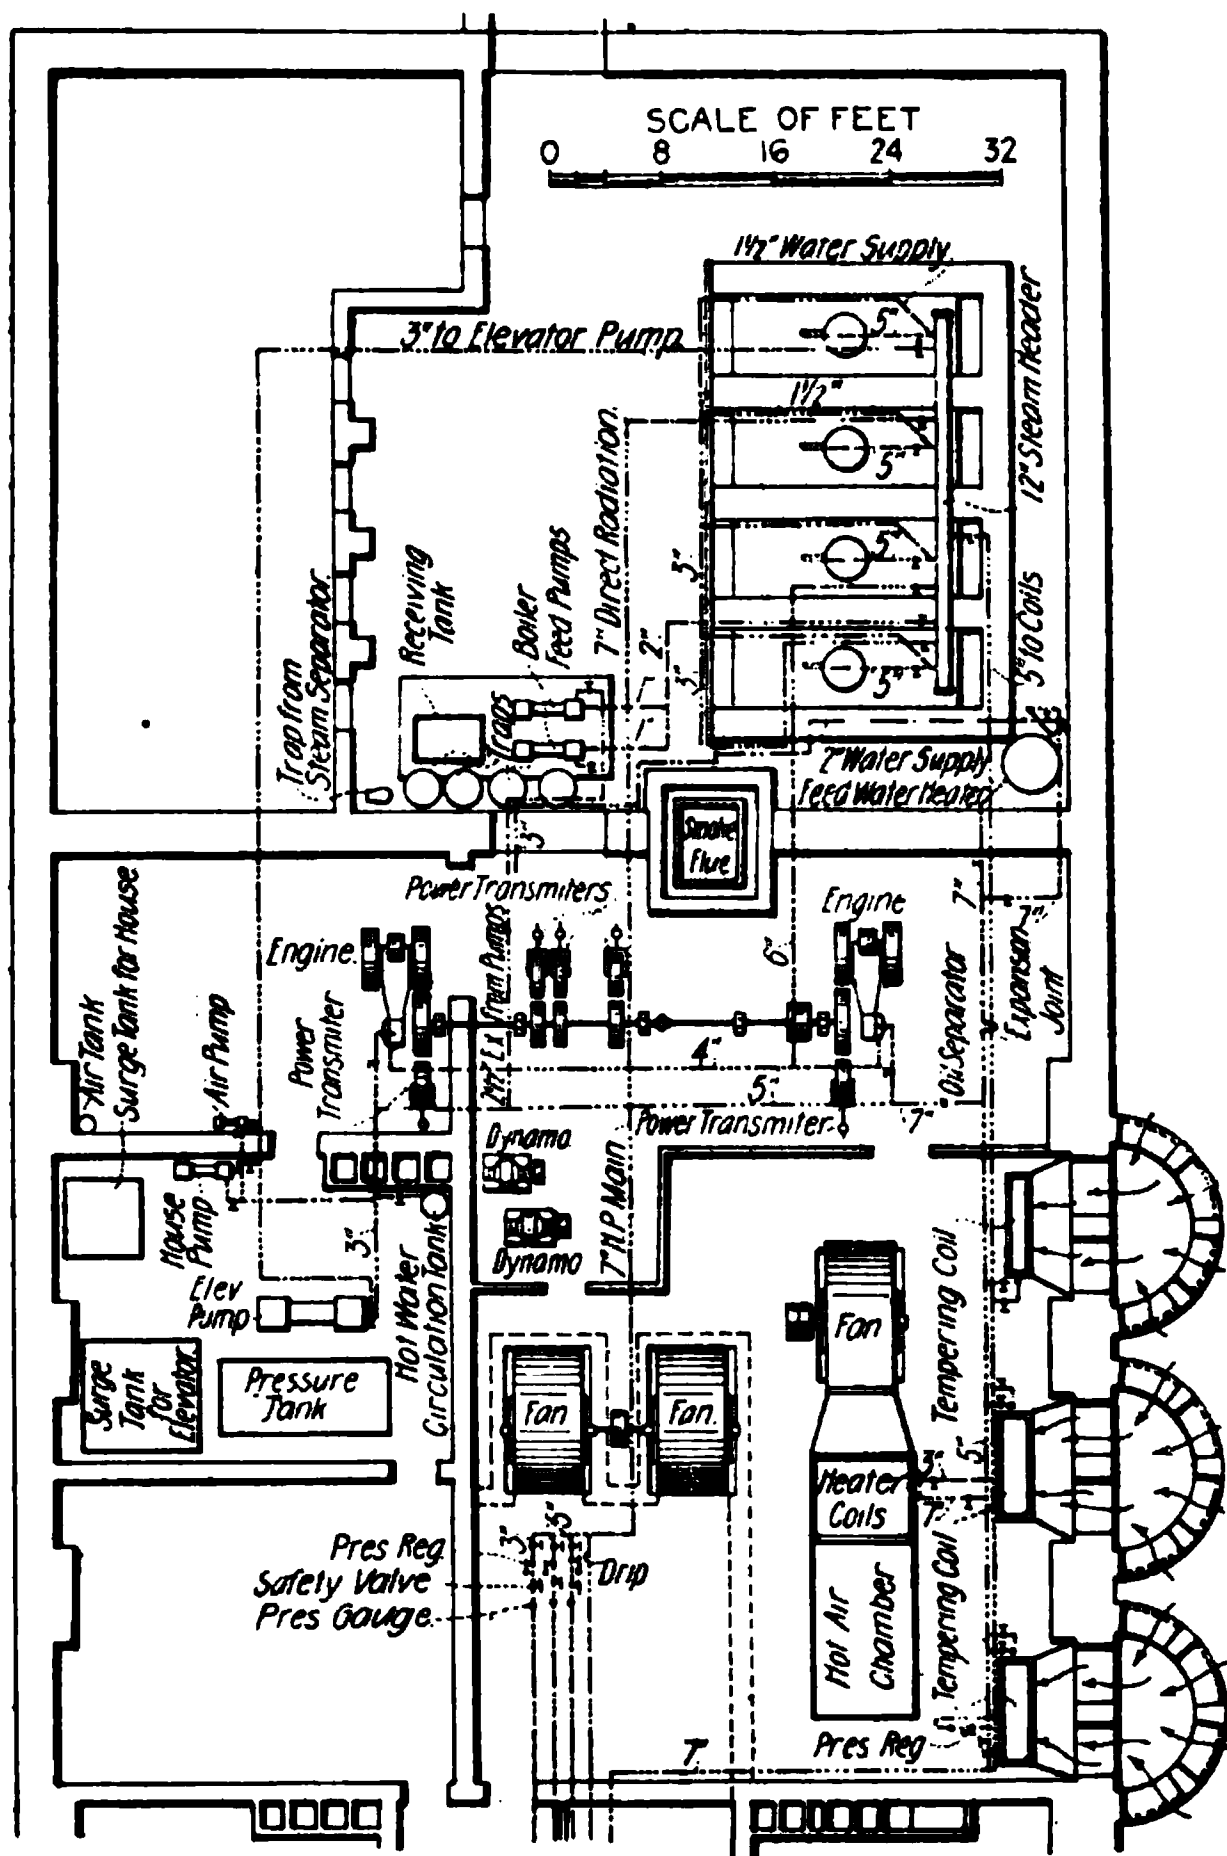 SCALE OF FEET
0 8 16 24 32
1½" Water Supply
5"
3" to Elevator Pump
1½"
12" Steam Header
5"
7" Direct Radiation.
5"
5"
Receiving
Tank
Boiler
Feed Pumps
2"
3"
5"
5" to Coils
Trap from
Steam Separator.
Traps
2" Water Supply
Feed Water Heater
Smoke
Flue
3"
Power Transmiters
Engine
7"
7"
Engine.
2½" Ex. from Pumps
6"
Air Tank
Surge Tank for House
Air Pump
Power
Transmiter
4"
Oil Separator
Expansion
Joint
5"
7"
Power Transmiter
Dynamo
House
Pump
3"
Dynamo
7" H.P. Main
Elev
Pump
Hot Water
Circulation Tank
Tempering Coil
Fan
Surge
Tank
for
Elevator.
Pressure
Tank
Fan
Fan.
5"
3"
Heater
Coils
7"
Pres Reg.
3"
5"
Drip
Safety Valve
Pres Gauge.
Hot Air
Chamber
Tempering Coil
Pres Reg
7"